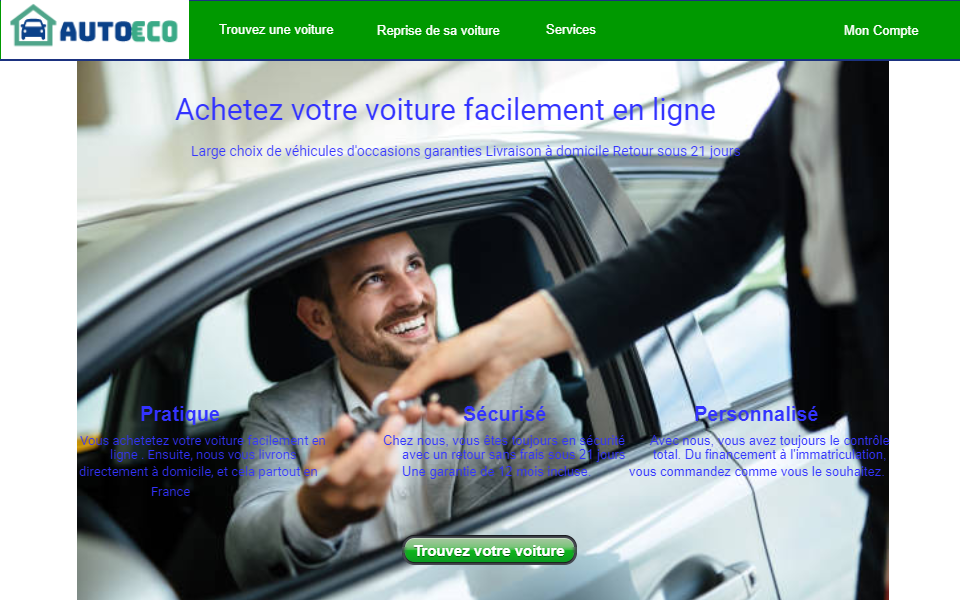 AUTOECO
Trouvez une voiture
Reprise de sa voiture
Services
Mon Compte
Achetez votre voiture facilement en ligne
Large choix de véhicules d'occasions garanties Livraison à domicile Retour sous 21 jours
Pratique
Vous achetetez votre voiture facilement en
ligne . Ensuite, nous vous livrons
directement à domicile, et cela partout en
France
Sécurisé
Chez nous, vous êtes toujours en sécurité
avec un retour sans frais sous 21 jours
Une garantie de 12 mois incluse.
Personnalisé
Avec nous, vous avez toujours le contrôle
total. Du financement à l'immatriculation,
vous commandez comme vous le souhaitez.
Trouvez votre voiture